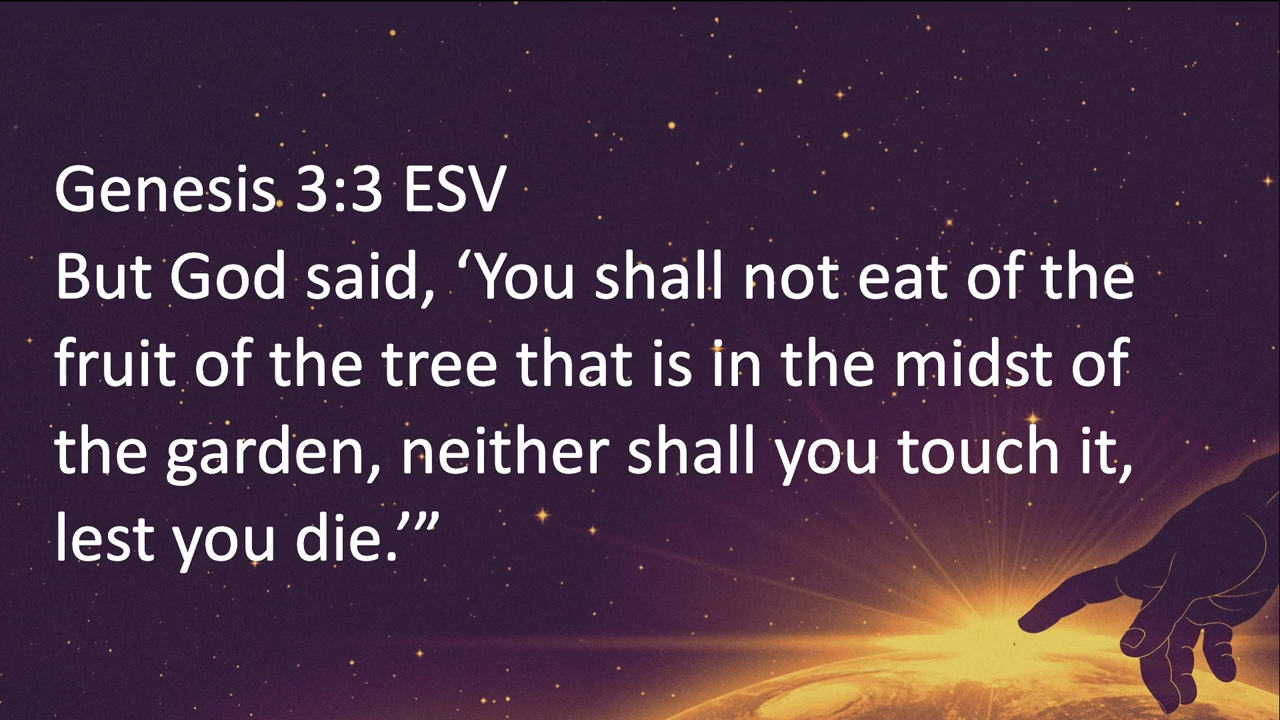 Genesis 3:3 ESV
But God said, ‘You shall not eat of the
fruit of the tree that is in the midst of
the garden, neither shall you touch it,
lest you die.’”